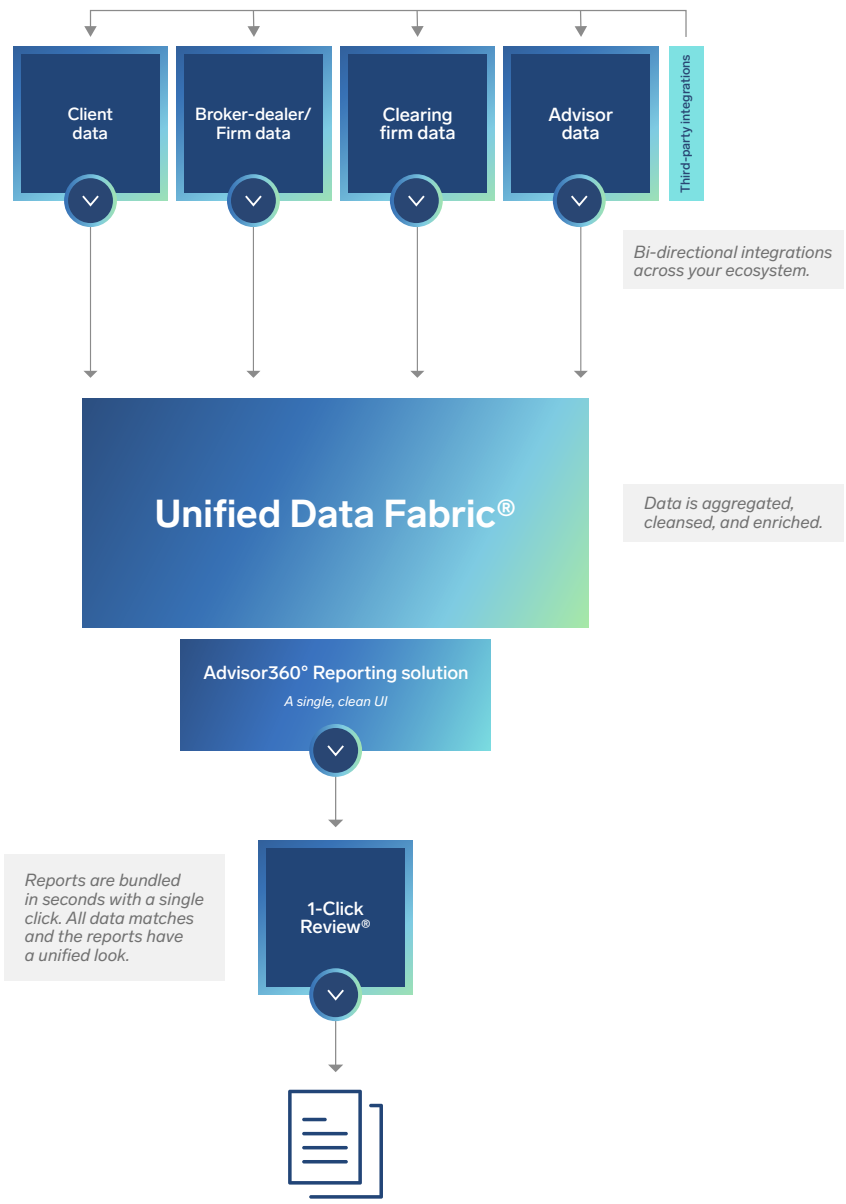 Client
data
Broker-dealer/
Firm data
Clearing
firm data
Advisor
data
Third-party integrations
Bi-directional integrations
across your ecosystem.
Unified Data Fabric®
Data is aggregated,
cleansed, and enriched.
Advisor360° Reporting solution
A single, clean UI
Reports are bundled
in seconds with a single
click. All data matches
and the reports have
a unified look.
1-Click
Review®